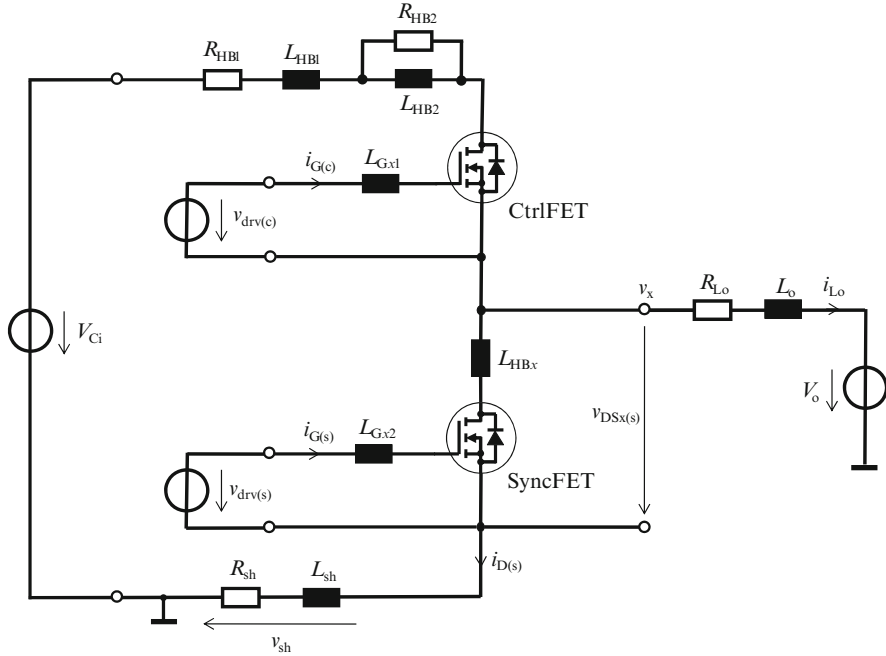 R_HB2
R_HB1
L_HB1
L_HB2
i_G(c)
L_Gx1
v_drv(c)
CtrlFET
v_x
R_Lo
L_o
i_Lo
V_Ci
L_HBx
V_o
v_DSx(s)
i_G(s)
L_Gx2
v_drv(s)
SyncFET
i_D(s)
R_sh
L_sh
v_sh